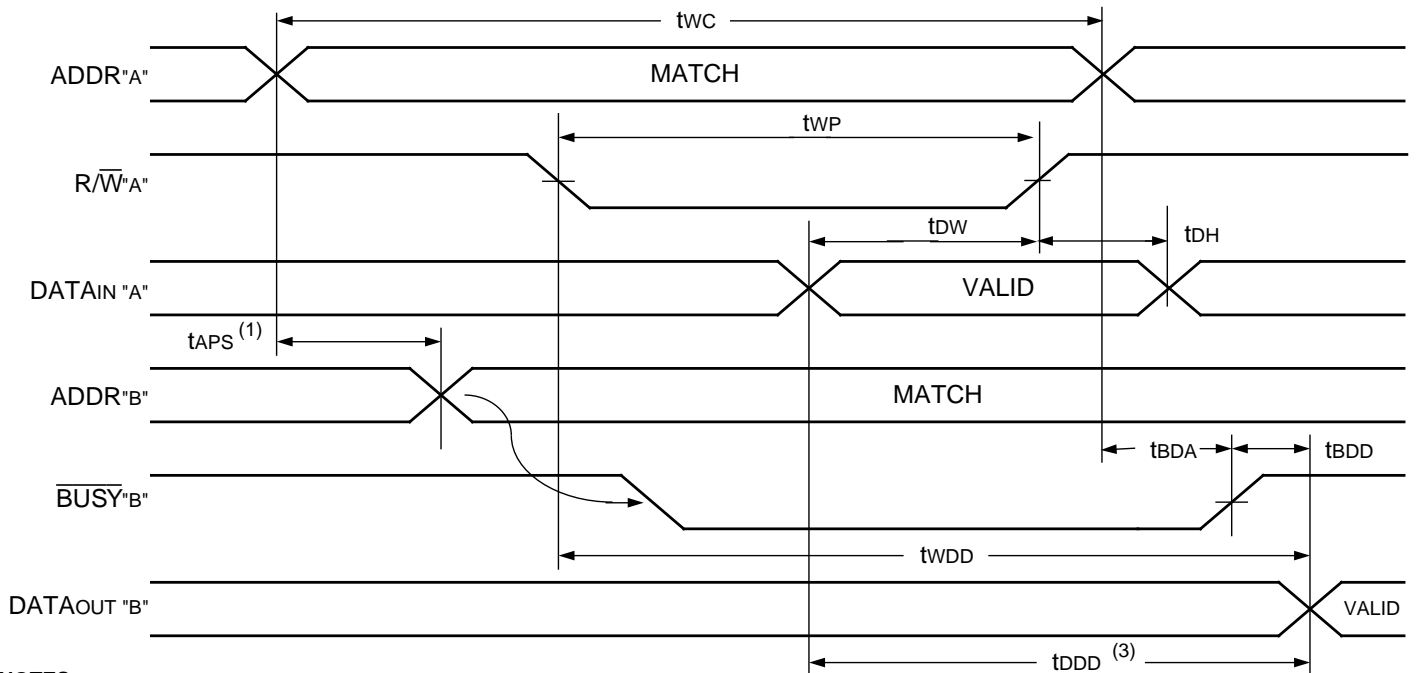 tWC
ADDR"A"
MATCH
tWP
R/W̅"A"
tDW
tDH
DATAIN "A"
VALID
tAPS (1)
ADDR"B"
MATCH
tBDA
tBDD
B̅U̅S̅Y̅"B"
tWDD
DATAOUT "B"
VALID
tDDD (3)